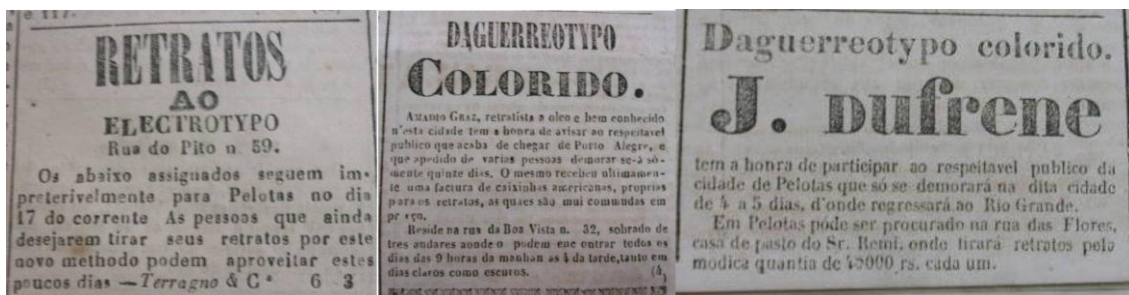 e 117.
RETRATOS
AO
ELECTROTYPO
Rua do Pito n. 59.
Os abaixo assignados seguem im-
preterivelmente para Pelotas no dia
17 do corrente As pessoas que ainda
desejarem tirar seus retratos por este
novo methodo podem aproveitar estes
poucos dias — Terragno & Cª 6 3
DAGUERREOTYPO
COLORIDO.
AMADIO GRAZ, retratista a oleo e bem conhecido
n'esta cidade tem a honra de avisar ao respeitavel
publico que acaba de chegar de Porto Alegre, e
que apedido de varias pessoas demorar se-à só-
mente quinte dias. O mesmo recebeu ultimamen-
te uma factura de caixinhas americanas, proprias
para os retratos, as quaes são mui commodas em
preço.
Reside na rua da Boa Vista n. 32, sobrado de
tres andares aonde o podem encontrar todos os
dias das 9 horas da manhan as 4 da tarde, tanto em
dias claros como escuros. (4,
Daguerreotypo colorido.
J. Dufrene
tem a honra de participar ao respeitavel publico da
cidade de Pelotas que só se demorará na dita cidade
de 4 a 5 dias, d'onde regressará ao Rio Grande.
Em Pelotas póde ser procurado na rua das Flores,
casa de pasto do Sr. Remi, onde tirará retratos pelo
modica quantia de rs. cada um.